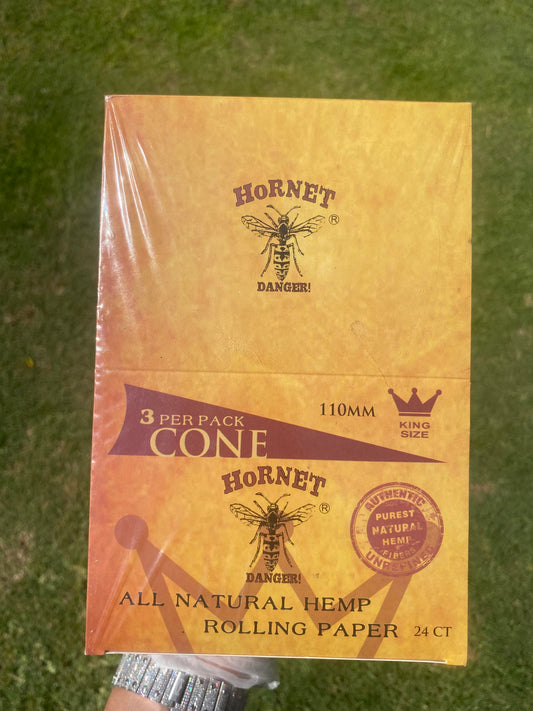 HORNET
®
DANGER!
3 PER PACK
CONE
110MM
KING
SIZE
HORNET
®
DANGER!
AUTHENTIC
PUREST
NATURAL
HEMP
FIBERS
UNREFINED
ALL NATURAL HEMP
ROLLING PAPER 24 CT